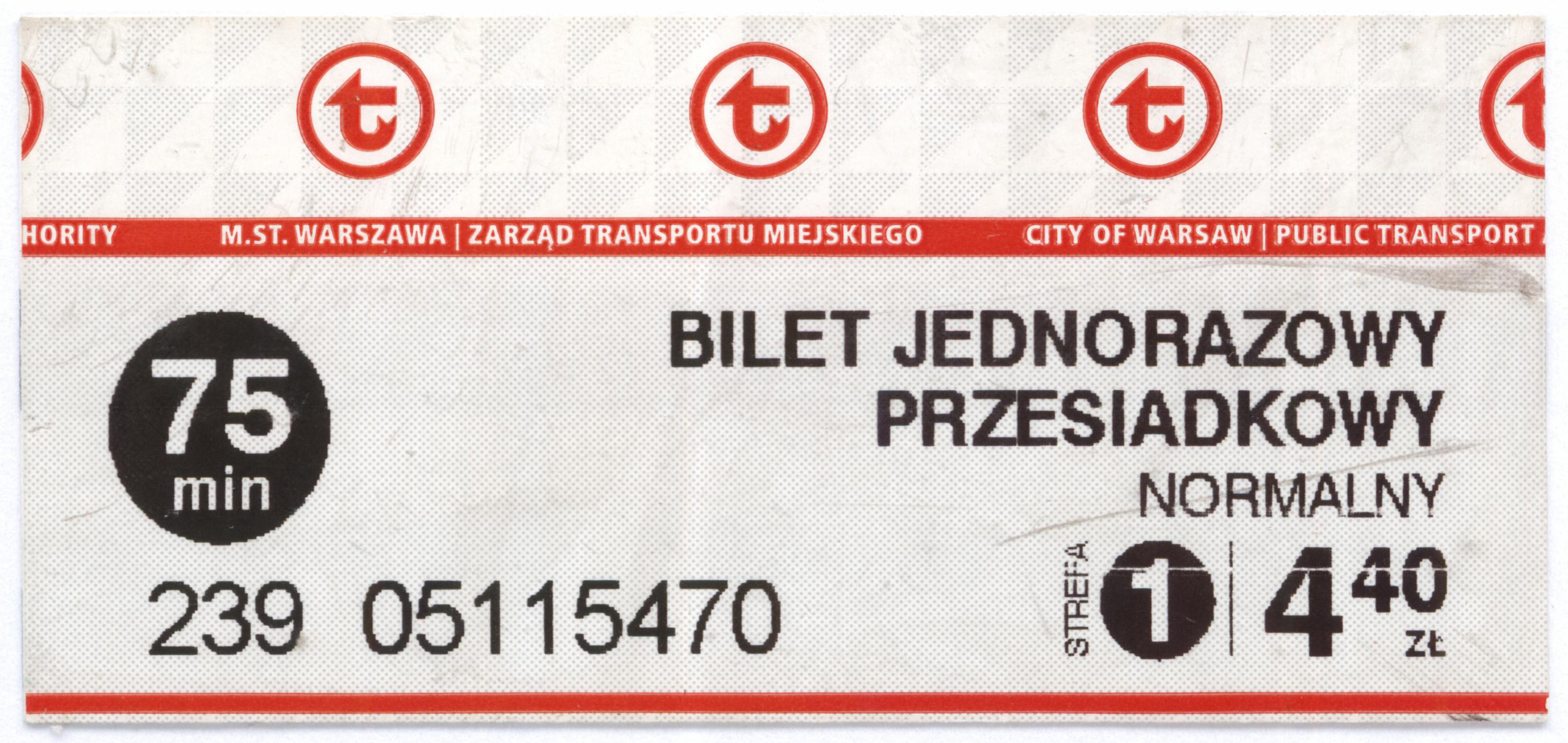 HORITY M.ST. WARSZAWA | ZARZĄD TRANSPORTU MIEJSKIEGO CITY OF WARSAW | PUBLIC TRANSPORT
75
min
BILET JEDNORAZOWY
PRZESIADKOWY
NORMALNY
STREFA 1 | 4 40 ZŁ
239 05115470